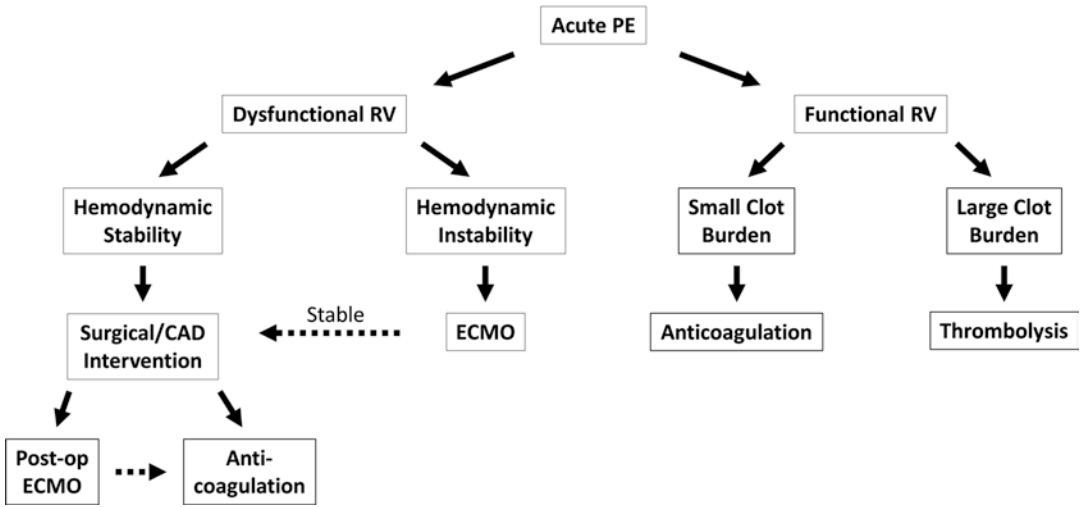 Acute PE
Dysfunctional RV
Functional RV
Hemodynamic
Stability
Hemodynamic
Instability
Small Clot
Burden
Large Clot
Burden
Surgical/CAD
Intervention
Stable
ECMO
Anticoagulation
Thrombolysis
Post-op
ECMO
Anti-
coagulation